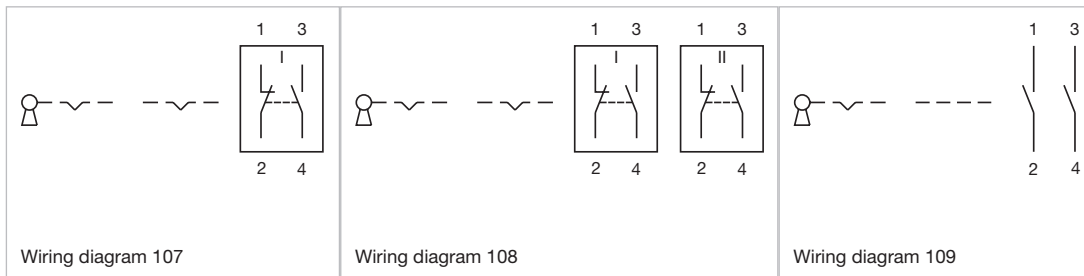 1 3
I
2 4
Wiring diagram 107
1 3 1 3
I II
2 4 2 4
Wiring diagram 108
1 3
2 4
Wiring diagram 109